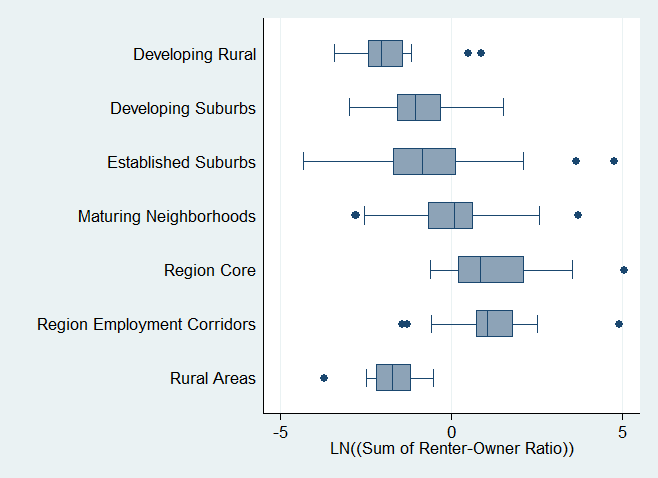 Developing Rural
Developing Suburbs
Established Suburbs
Maturing Neighborhoods
Region Core
Region Employment Corridors
Rural Areas
-5 0 5
LN((Sum of Renter-Owner Ratio))